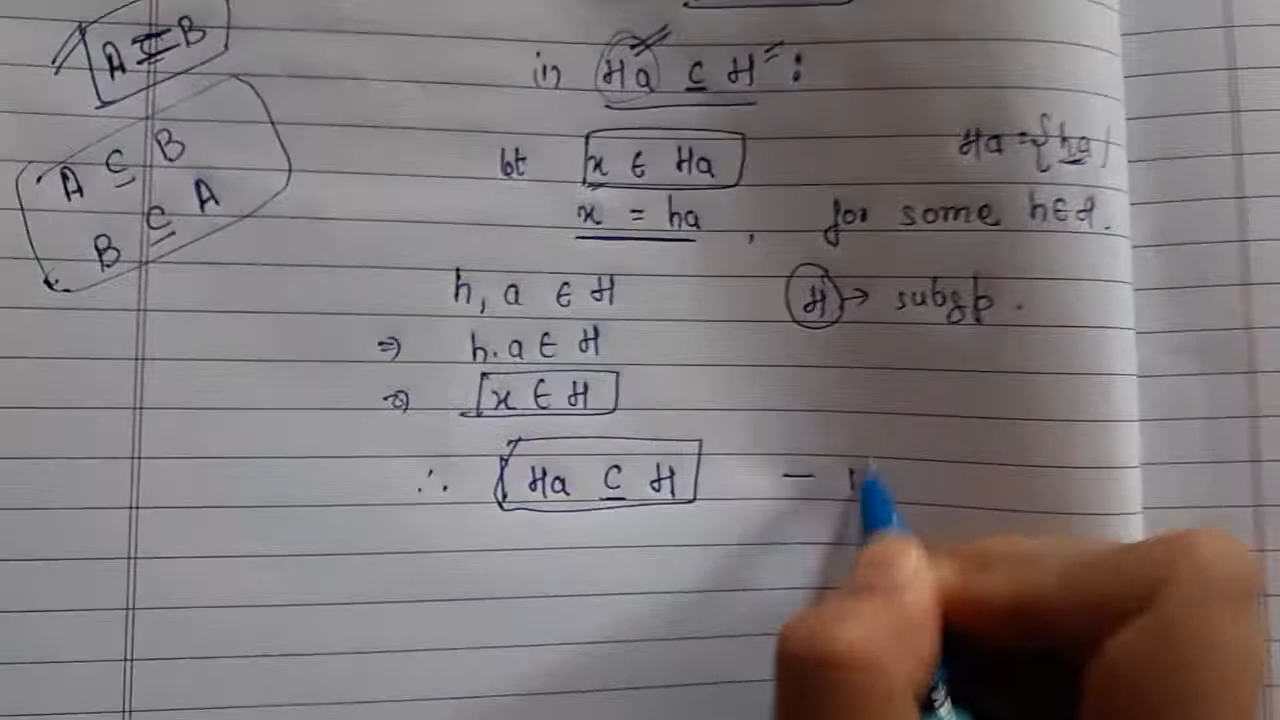 A = B
A ⊆ B
B ⊆ A
i) Ha ⊆ H :
let x ∈ Ha Ha = {ha}
x = ha , for some h∈H.
h, a ∈ H H → subgp.
⇒ h.a ∈ H
⇒ x ∈ H
∴ Ha ⊆ H —